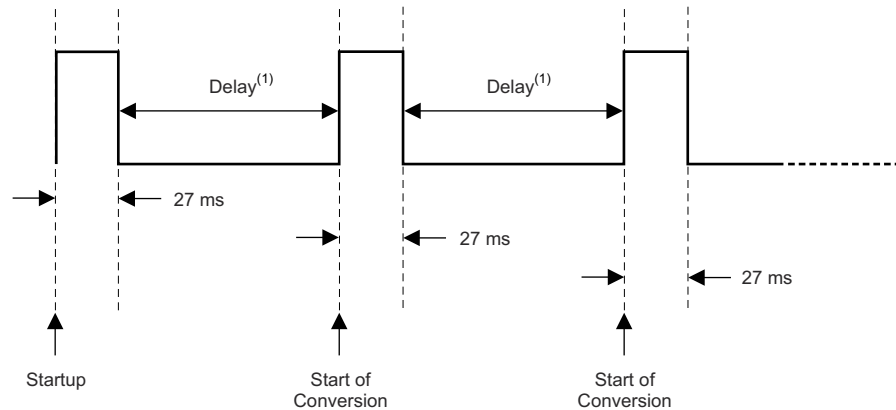 Delay(1)
Delay(1)
27 ms
27 ms
27 ms
Startup
Start of
Conversion
Start of
Conversion